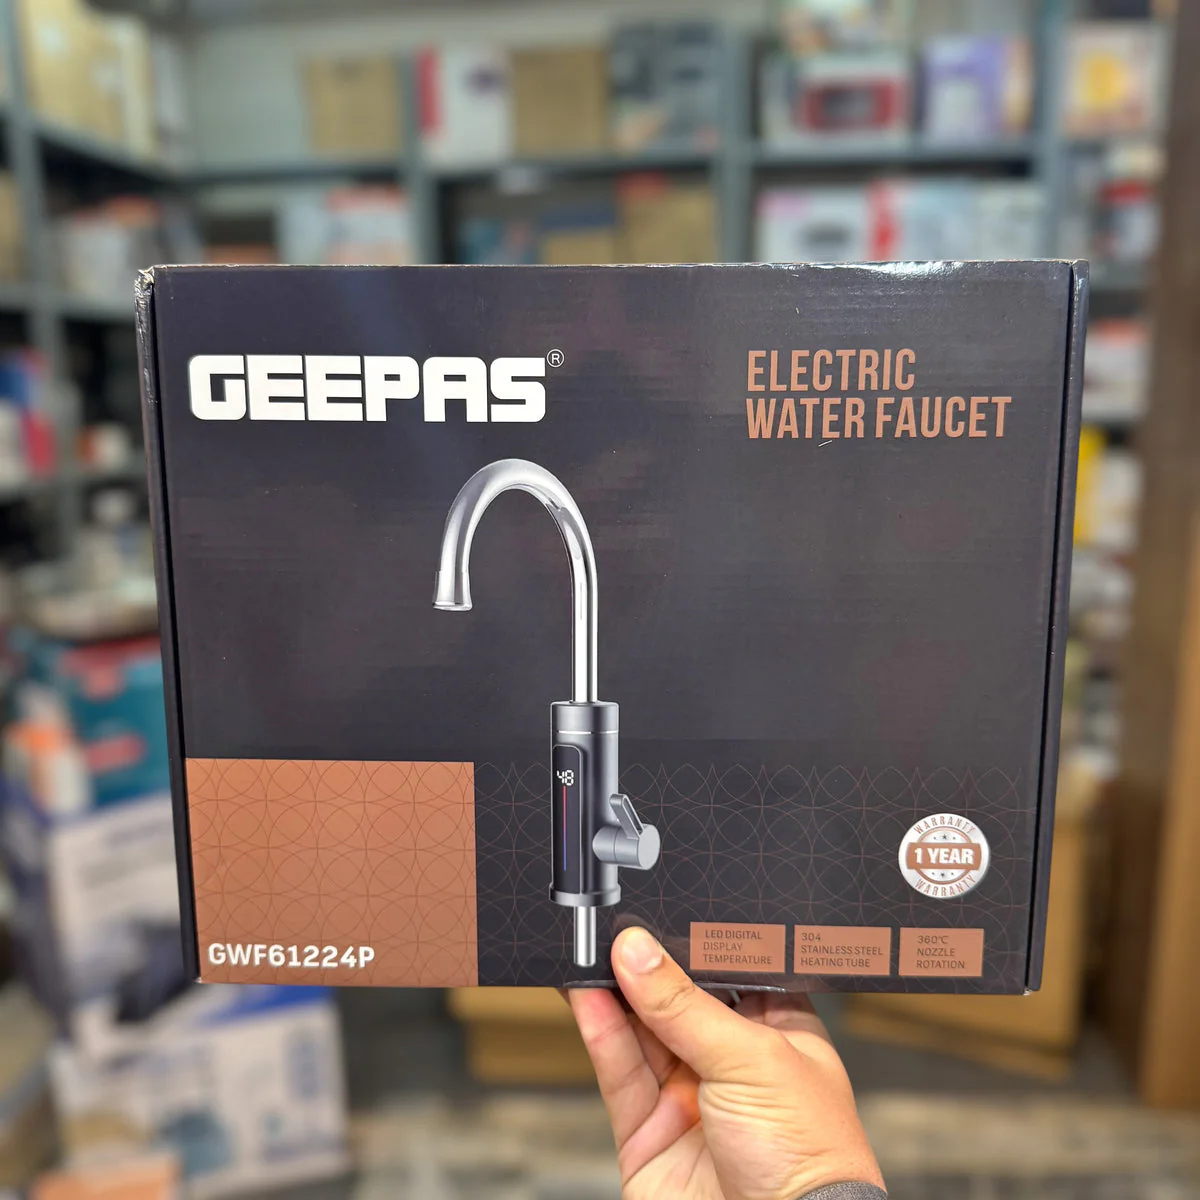 GEEPAS®
ELECTRIC
WATER FAUCET
48
WARRANTY
1 YEAR
WARRANTY
GWF61224P
LED DIGITAL
DISPLAY
TEMPERATURE
304
STAINLESS STEEL
HEATING TUBE
360°C
NOZZLE
ROTATION